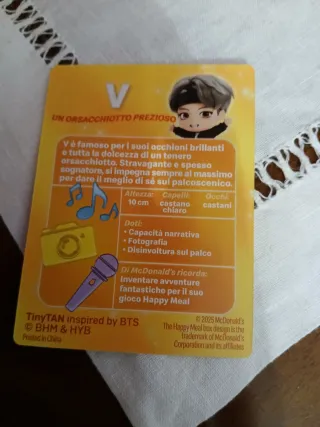 V
UN ORSACCHIOTTO PREZIOSO
V è famoso per i suoi occhioni brillanti
e tutta la dolcezza di un tenero
orsacchiotto. Stravagante e spesso
sognatore, si impegna sempre al massimo
per dare il meglio di sé sul palcoscenico.
Altezza:
10 cm
Capelli:
castano
chiaro
Occhi:
castani
Doti:
• Capacità narrativa
• Fotografia
• Disinvoltura sul palco
Di McDonald's ricorda:
Inventare avventure
fantastiche per il suo
gioco Happy Meal
TinyTAN inspired by BTS
© BHM & HYB
Printed in China
© 2025 McDonald's
The Happy Meal box design is the
trademark of McDonald's
Corporation and its affiliates